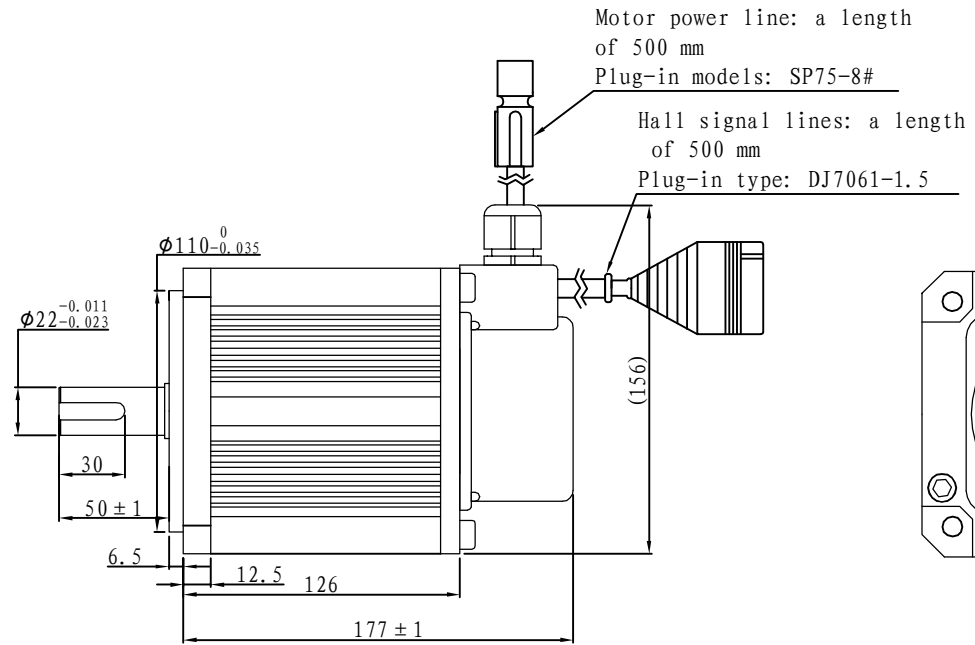 Motor power line: a length
of 500 mm
Plug-in models: SP75-8#
Hall signal lines: a length
of 500 mm
Plug-in type: DJ7061-1.5
ϕ110 0 -0.035
ϕ22 -0.011 -0.023
(156)
30
50±1
6.5
12.5
126
177±1